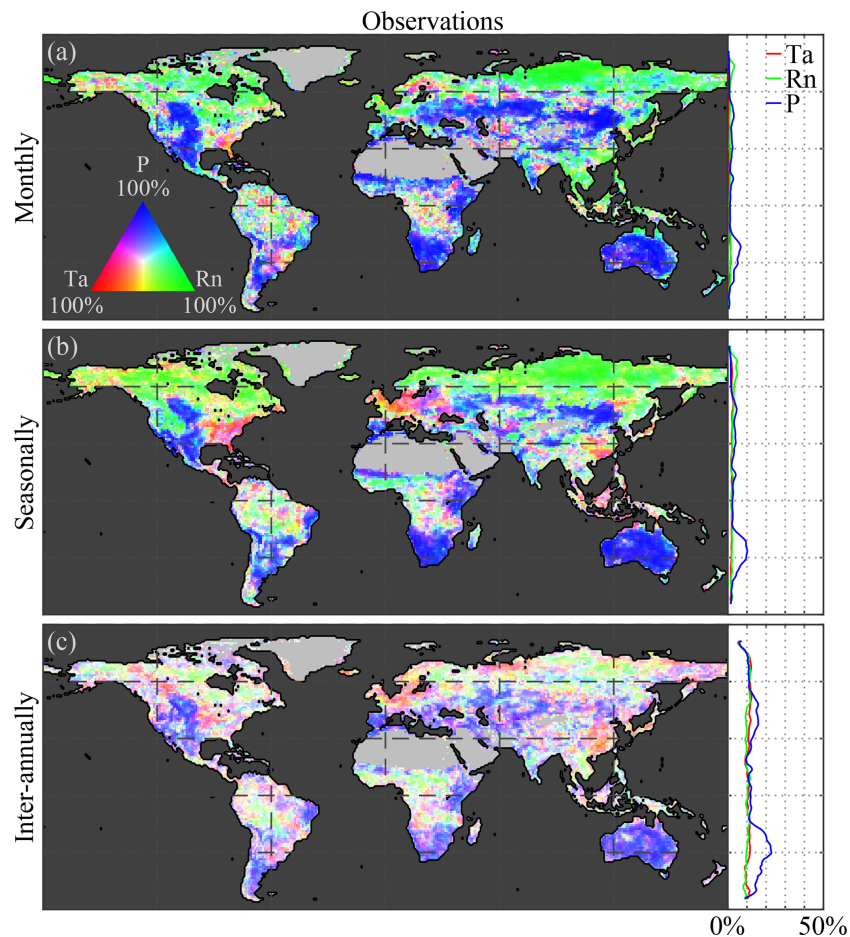 Observations
(a)
Ta
Rn
P
Monthly
P
100%
Ta
Rn
100%
100%
(b)
Seasonally
(c)
Inter-annually
0%
50%